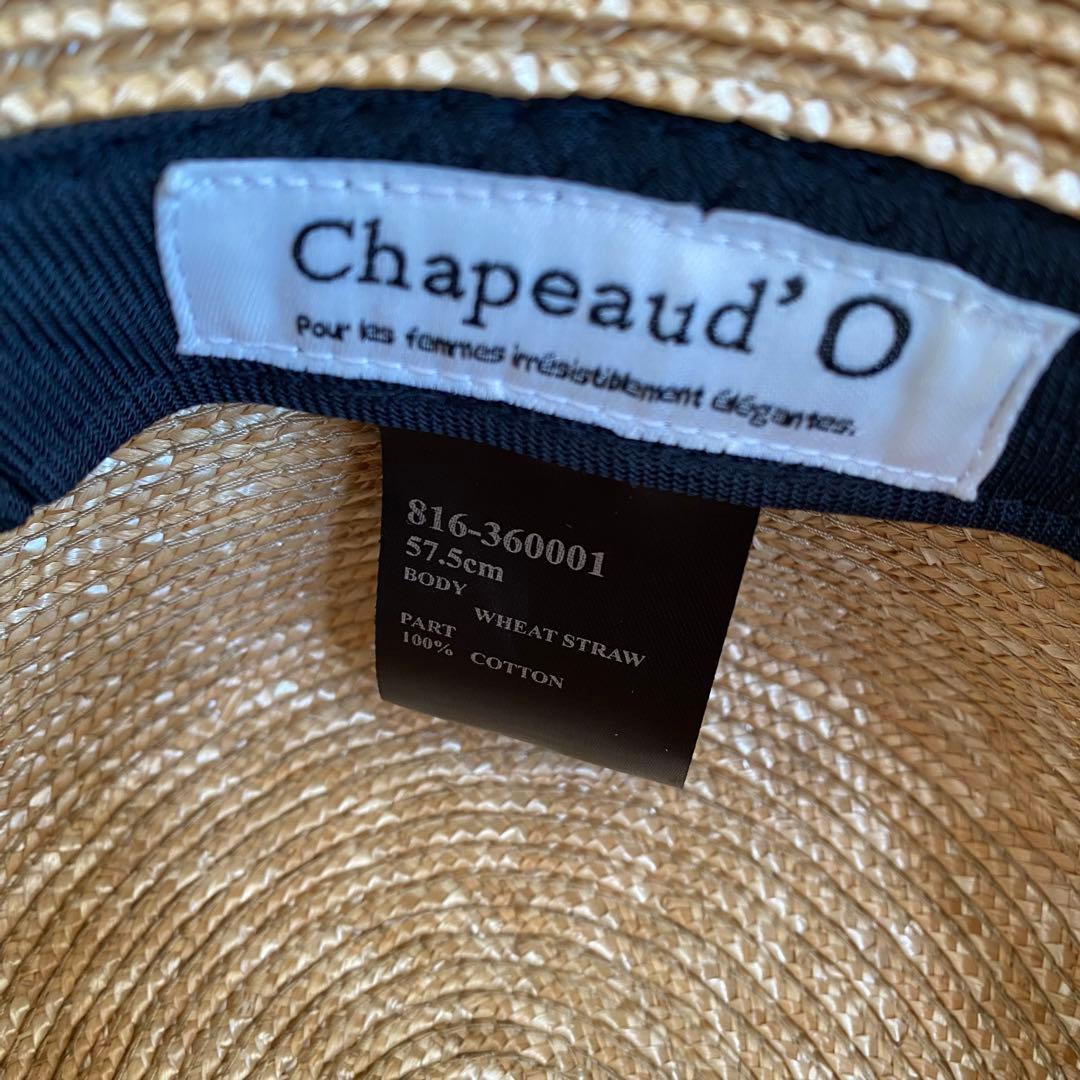 Chapeaud' O
Pour les femmes irrésistiblement élégantes.
816-360001
57.5cm
BODY
WHEAT STRAW
PART
100% COTTON